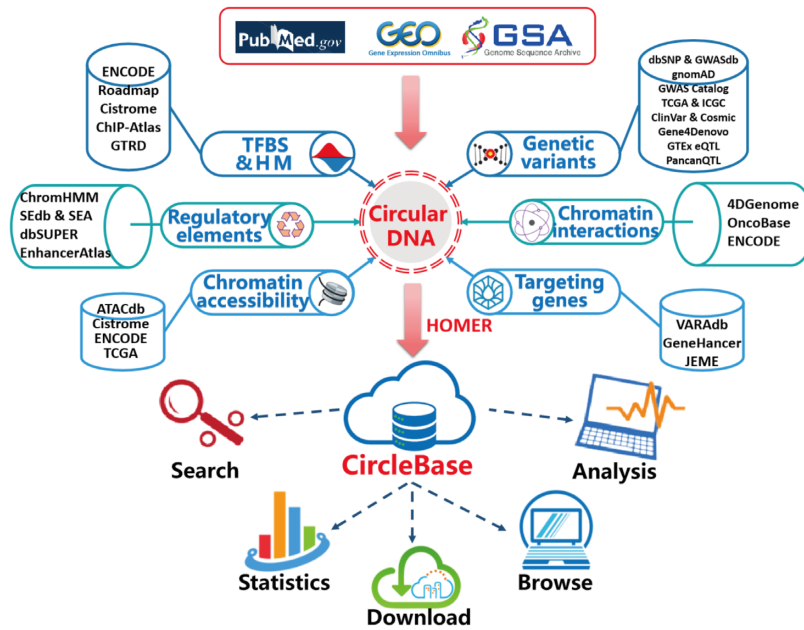 PubMed.gov
GEO
Gene Expression Omnibus
GSA
Genome Sequence Archive
ENCODE
Roadmap
Cistrome
ChIP-Atlas
GTRD
TFBS
& HM
Genetic
variants
dbSNP & GWASdb
gnomAD
GWAS Catalog
TCGA & ICGC
ClinVar & Cosmic
Gene4Denovo
GTEx eQTL
PancanQTL
ChromHMM
SEdb & SEA
dbSUPER
EnhancerAtlas
Regulatory
elements
Circular
DNA
Chromatin
interactions
4DGenome
OncoBase
ENCODE
Chromatin
accessibility
Targeting
genes
ATACdb
Cistrome
ENCODE
TCGA
HOMER
VARAdb
GeneHancer
JEME
Search
CircleBase
Analysis
Statistics
Download
Browse